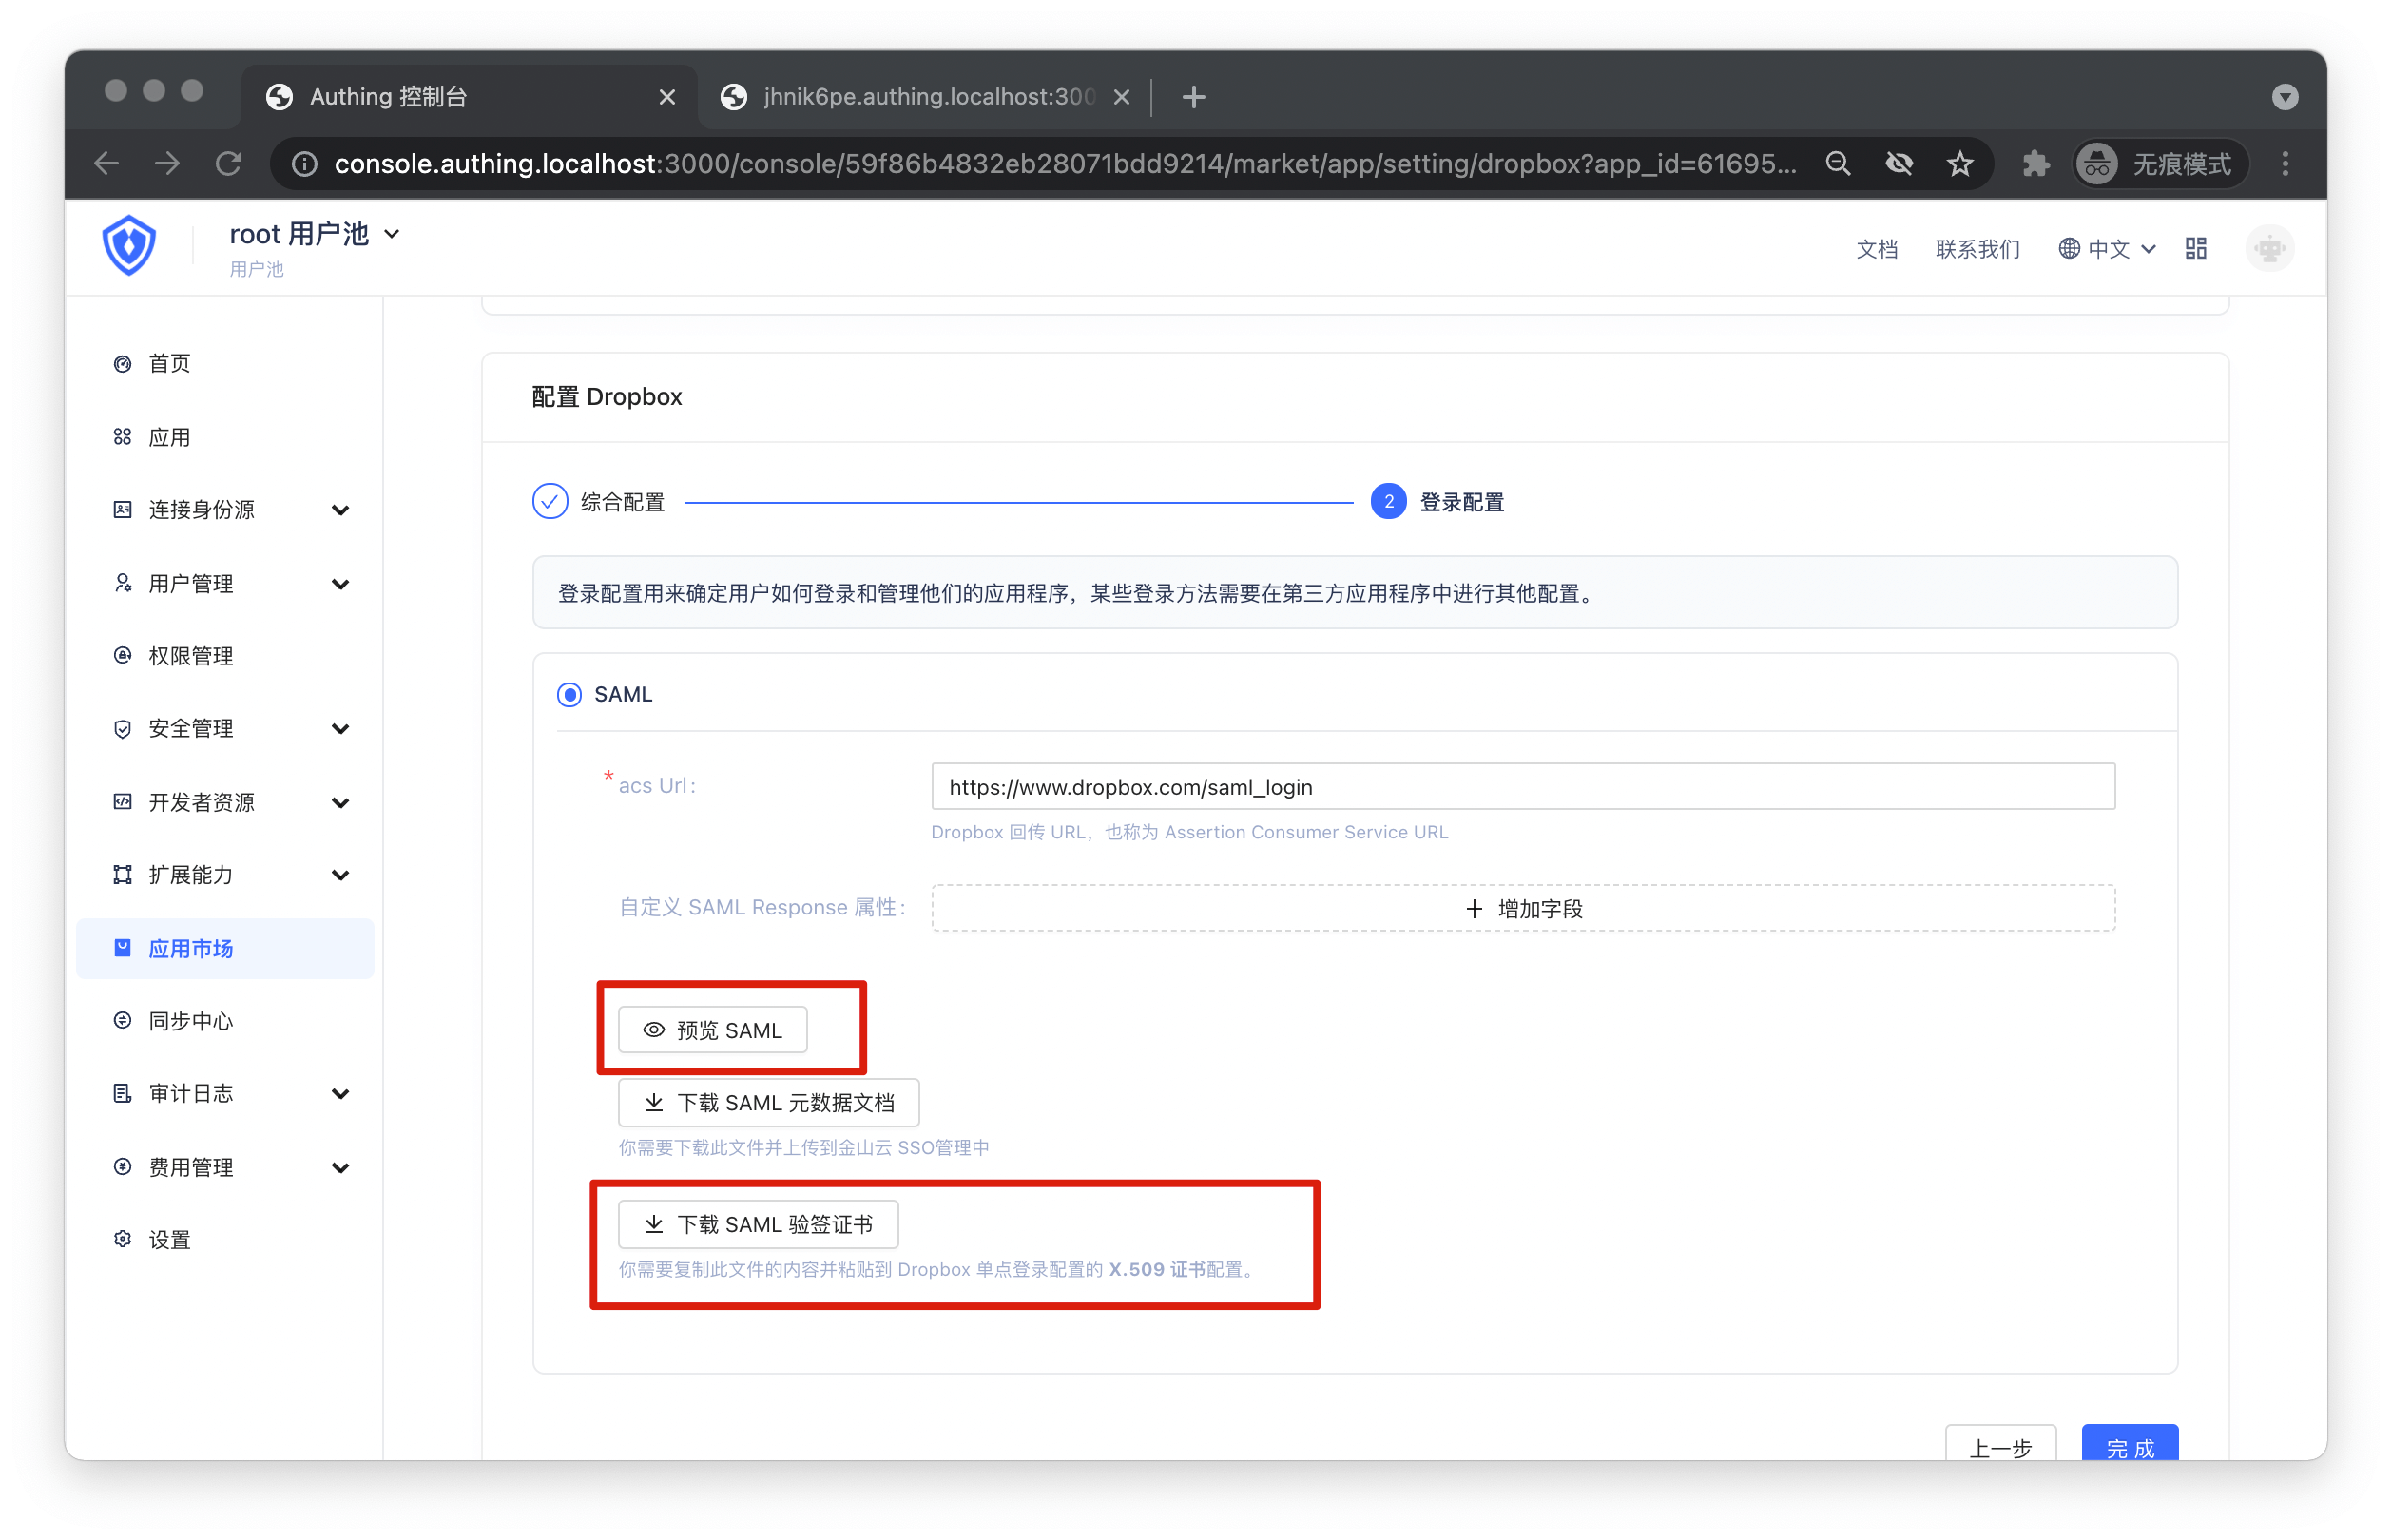 Authing 控制台
jhnik6pe.authing.localhost:300
console.authing.localhost:3000/console/59f86b4832eb28071bdd9214/market/app/setting/dropbox?app_id=61695...
无痕模式
root 用户池
用户池
文档
联系我们
中文
首页
应用
连接身份源
用户管理
权限管理
安全管理
开发者资源
扩展能力
应用市场
同步中心
审计日志
费用管理
设置
配置 Dropbox
综合配置
2 登录配置
登录配置用来确定用户如何登录和管理他们的应用程序，某些登录方法需要在第三方应用程序中进行其他配置。
SAML
* acs Url:
https://www.dropbox.com/saml_login
Dropbox 回传 URL，也称为 Assertion Consumer Service URL
自定义 SAML Response 属性:
+ 增加字段
预览 SAML
下载 SAML 元数据文档
你需要下载此文件并上传到金山云 SSO管理中
下载 SAML 验签证书
你需要复制此文件的内容并粘贴到 Dropbox 单点登录配置的 X.509 证书配置。
上一步
完 成